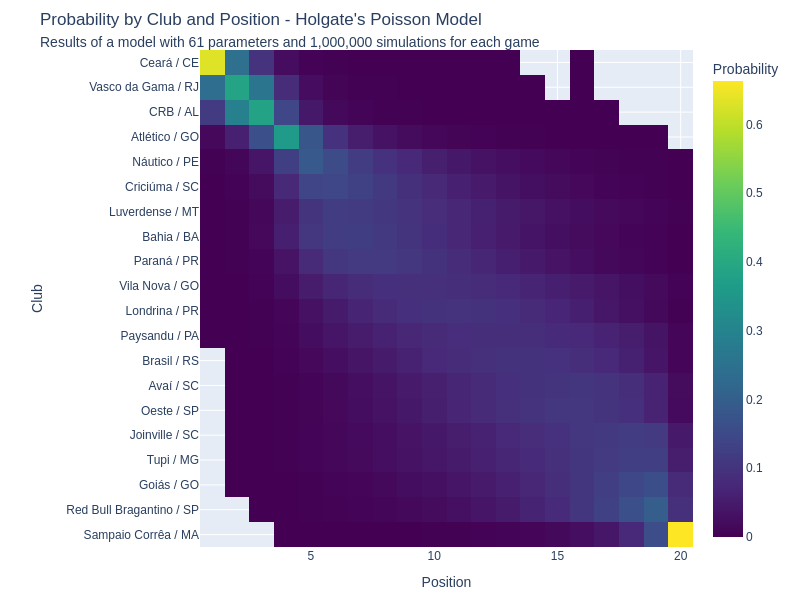 Probability by Club and Position - Holgate's Poisson Model
Results of a model with 61 parameters and 1,000,000 simulations for each game
Probability
Ceará / CE
Vasco da Gama / RJ
CRB / AL
Atlético / GO
Náutico / PE
Criciúma / SC
Luverdense / MT
Bahia / BA
Paraná / PR
Vila Nova / GO
Londrina / PR
Paysandu / PA
Brasil / RS
Avaí / SC
Oeste / SP
Joinville / SC
Tupi / MG
Goiás / GO
Red Bull Bragantino / SP
Sampaio Corrêa / MA
Club
5
10
15
20
Position
0.6
0.5
0.4
0.3
0.2
0.1
0